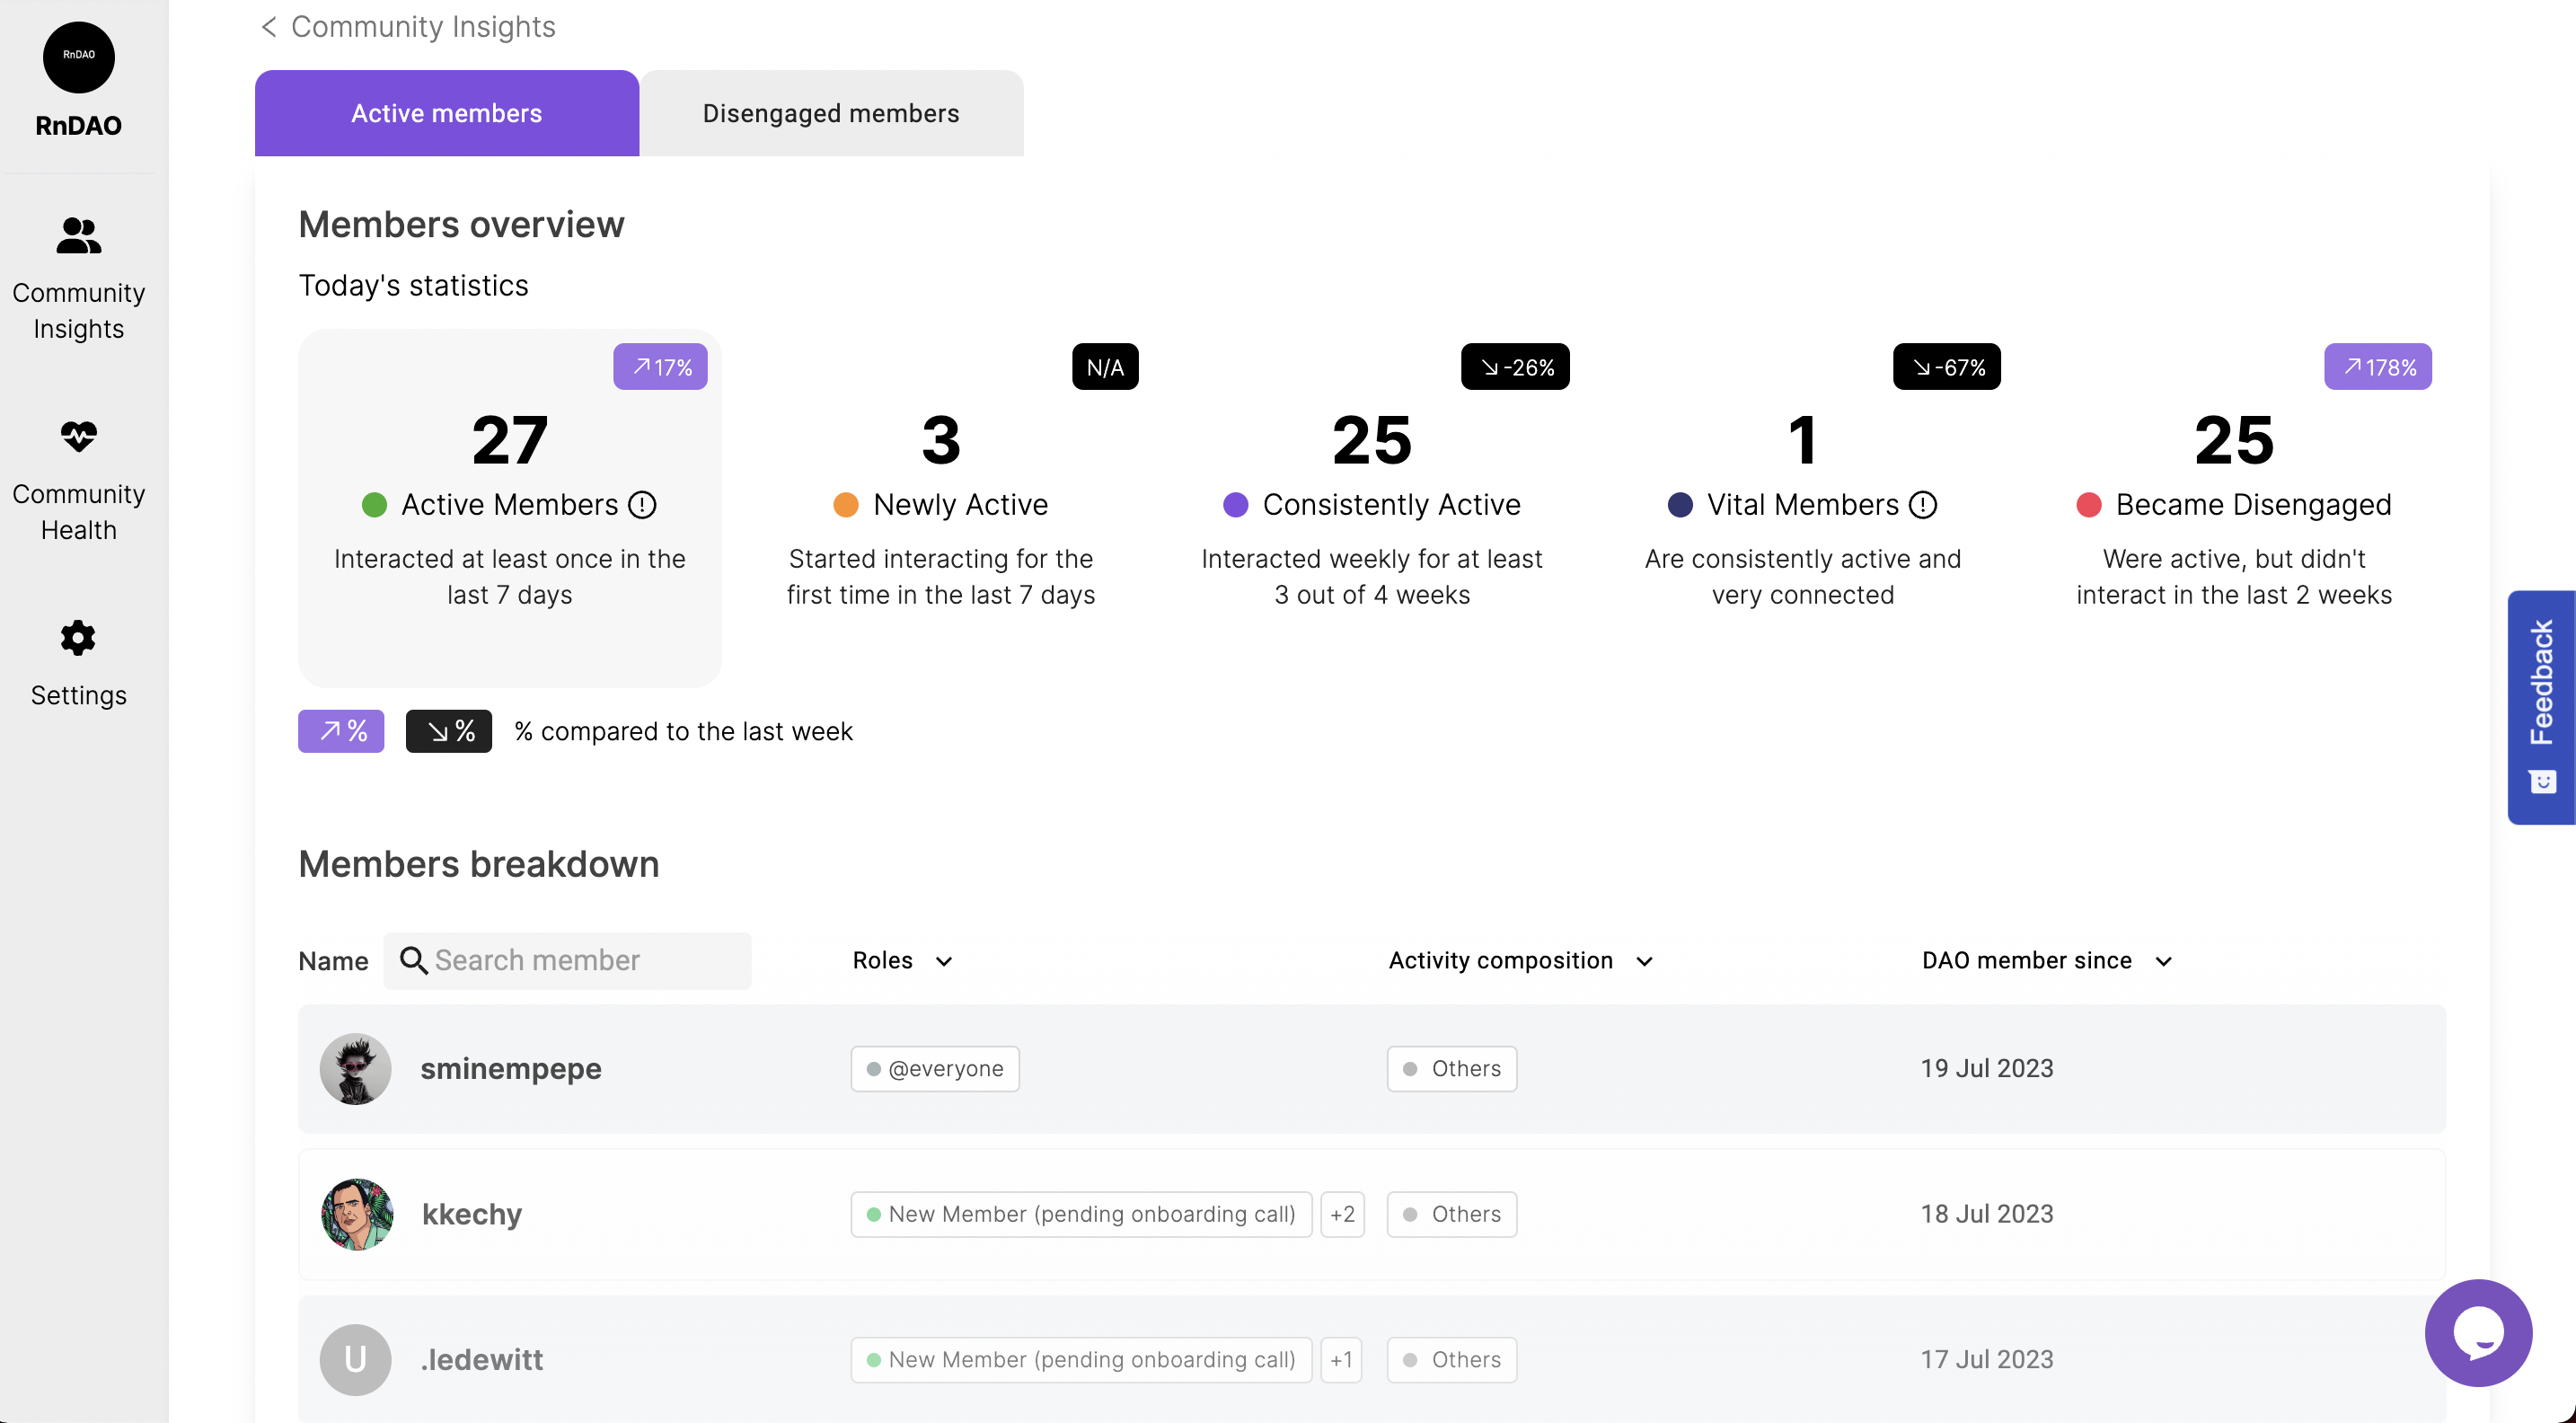 RnDAO
RnDAO
Community
Insights
Community
Health
Settings
Community Insights
Active members
Disengaged members
Members overview
Today's statistics
17%
27
Active Members
Interacted at least once in the
last 7 days
N/A
3
Newly Active
Started interacting for the
first time in the last 7 days
-26%
25
Consistently Active
Interacted weekly for at least
3 out of 4 weeks
-67%
1
Vital Members
Are consistently active and
very connected
178%
25
Became Disengaged
Were active, but didn't
interact in the last 2 weeks
% % % compared to the last week
Members breakdown
Name Search member Roles Activity composition DAO member since
sminempepe @everyone Others 19 Jul 2023
kkechy New Member (pending onboarding call) +2 Others 18 Jul 2023
U .ledewitt New Member (pending onboarding call) +1 Others 17 Jul 2023
Feedback